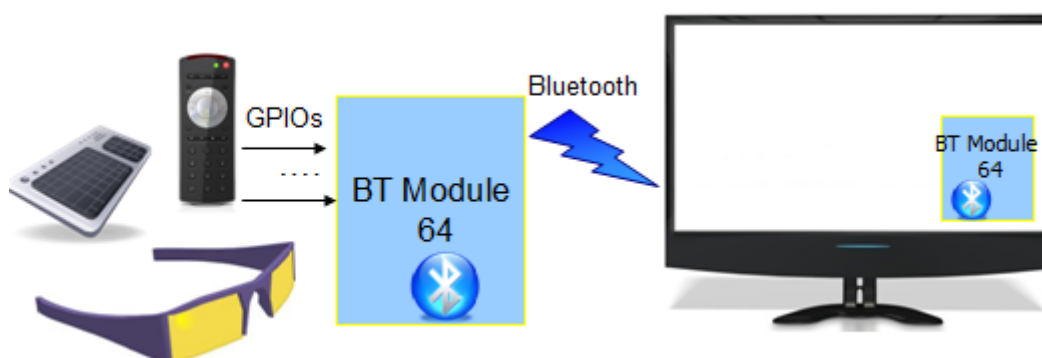 GPIOs
....
BT Module
64
Bluetooth
BT Module
64